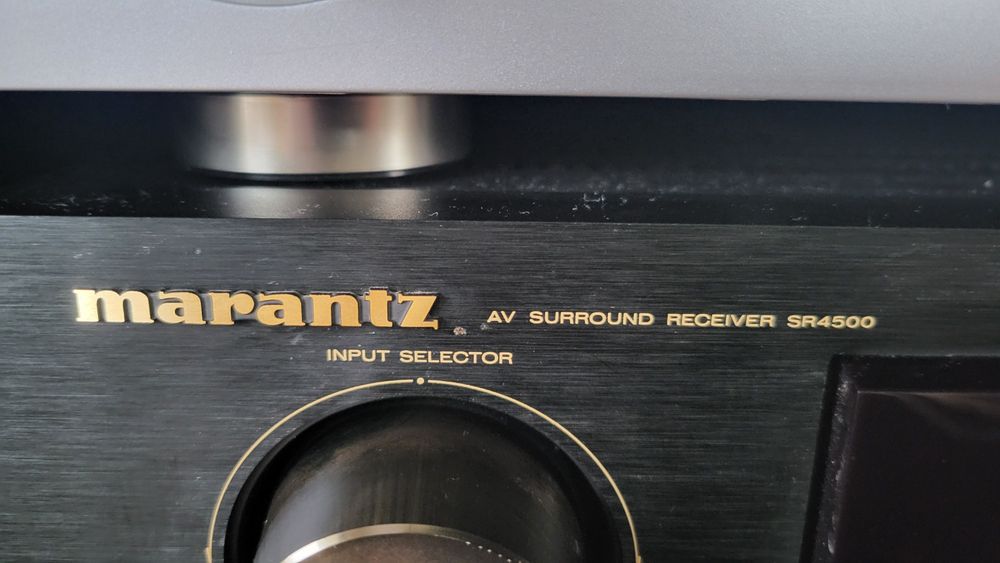 marantz AV SURROUND RECEIVER SR4500
INPUT SELECTOR